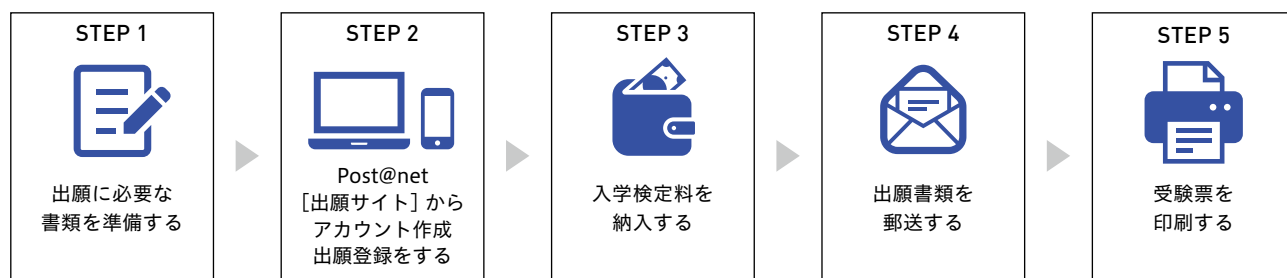 STEP 1
出願に必要な
書類を準備する
STEP 2
Post@net
［出願サイト］から
アカウント作成
出願登録をする
STEP 3
入学検定料を
納入する
STEP 4
出願書類を
郵送する
STEP 5
受験票を
印刷する